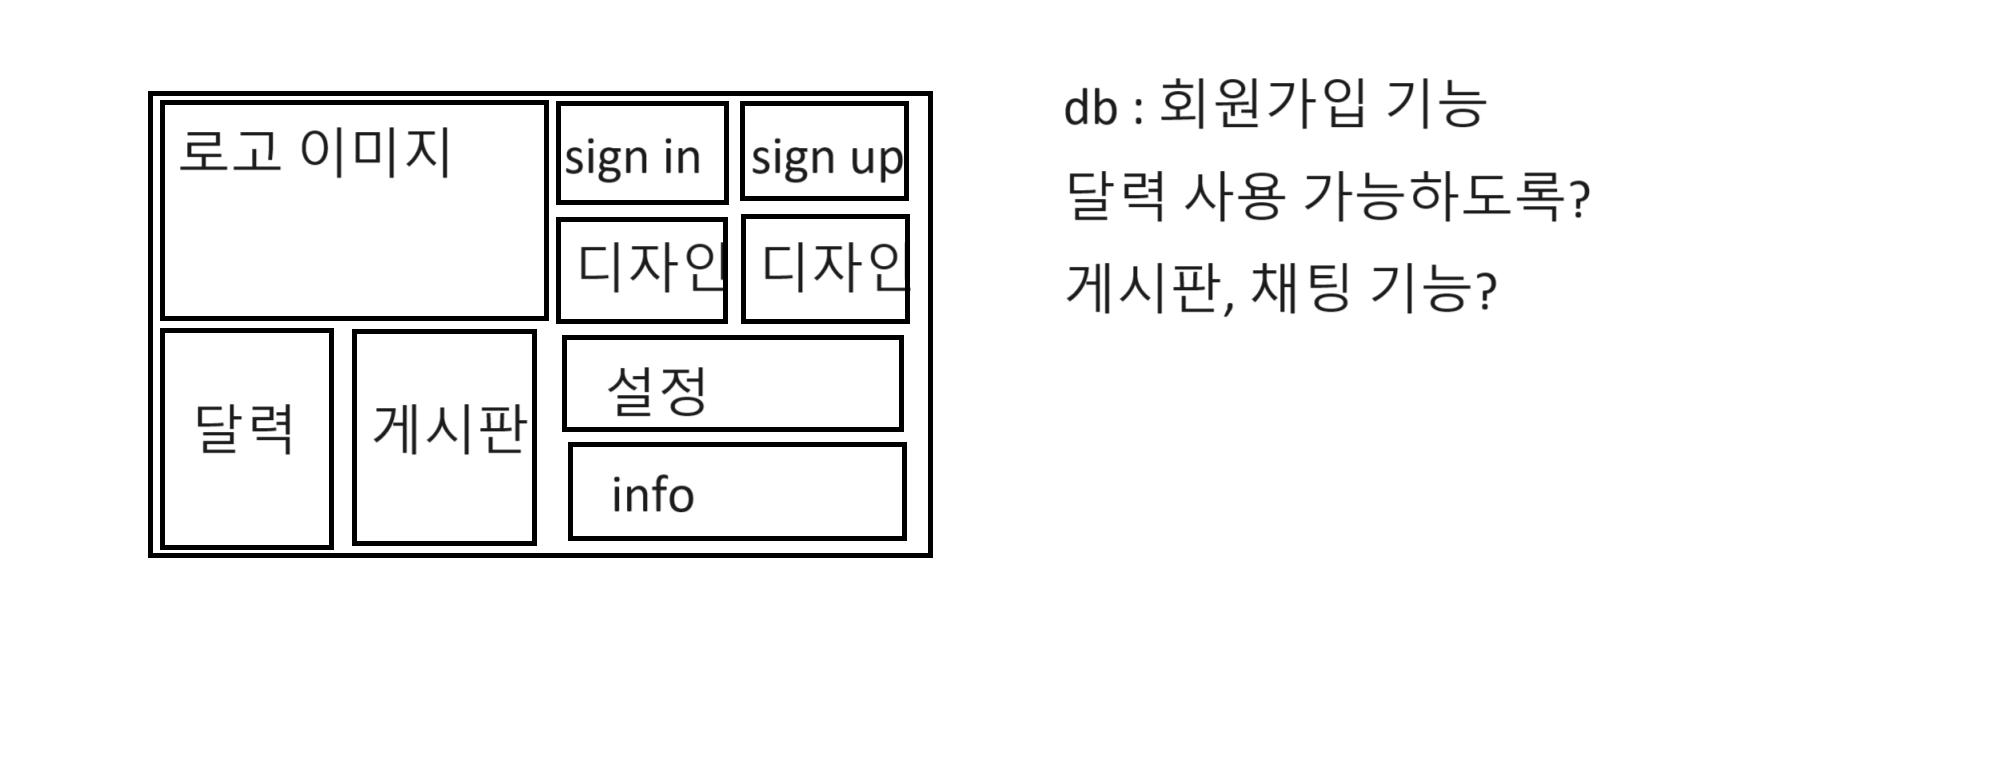 로고 이미지
sign in
sign up
디자인
디자인
달력
게시판
설정
info
db : 회원가입 기능
달력 사용 가능하도록?
게시판, 채팅 기능?